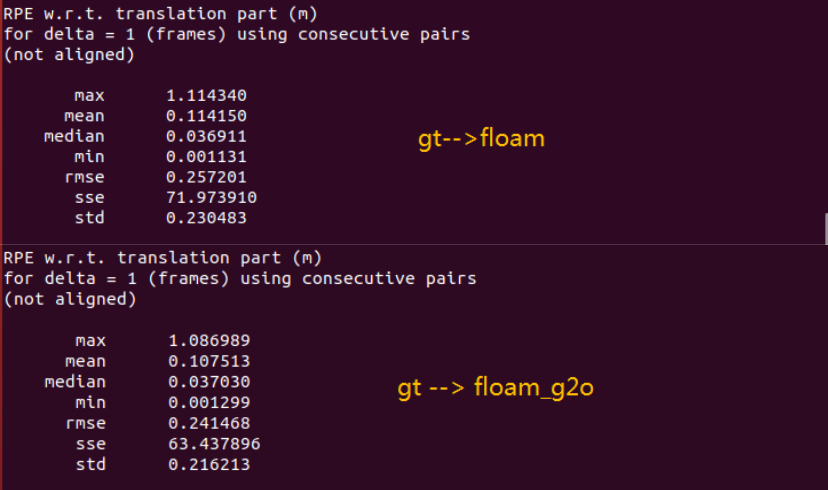 RPE w.r.t. translation part (m)
for delta = 1 (frames) using consecutive pairs
(not aligned)
max 1.114340
mean 0.114150
median 0.036911
min 0.001131
rmse 0.257201
sse 71.973910
std 0.230483
gt-->floam
RPE w.r.t. translation part (m)
for delta = 1 (frames) using consecutive pairs
(not aligned)
max 1.086989
mean 0.107513
median 0.037030
min 0.001299
rmse 0.241468
sse 63.437896
std 0.216213
gt --> floam_g2o